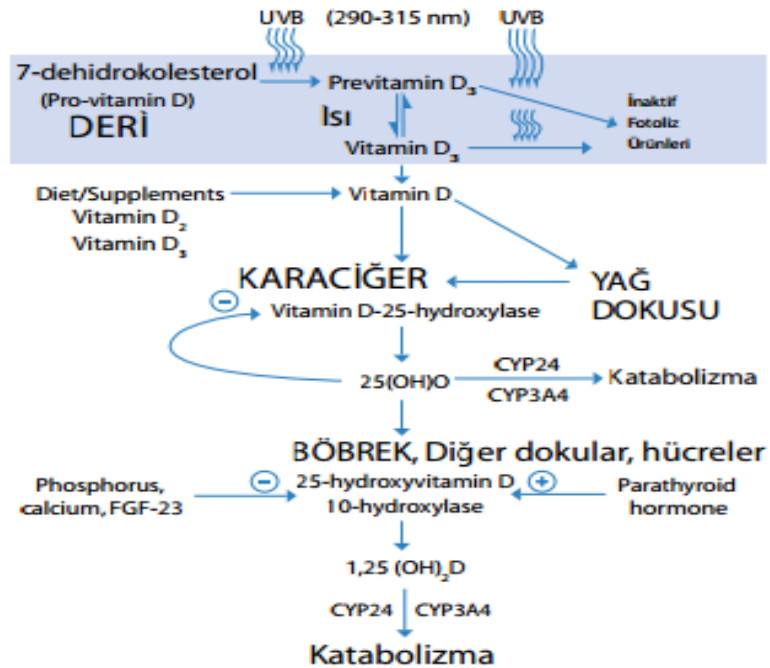 UVB (290-315 nm) UVB
7-dehidrokolesterol
(Pro-vitamin D)
DERİ
Previtamin D₃
Isı
Vitamin D₃
İnaktif
Fotoliz
Ürünleri
Diet/Supplements
Vitamin D₂
Vitamin D₃
Vitamin D
KARACİĞER
Vitamin D-25-hydroxylase
YAĞ
DOKUSU
25(OH)O
CYP24
CYP3A4
Katabolizma
BÖBREK, Diğer dokular, hücreler
Phosphorus,
calcium, FGF-23
25-hydroxyvitamin D
10-hydroxylase
Parathyroid
hormone
1,25 (OH)₂D
CYP24 CYP3A4
Katabolizma